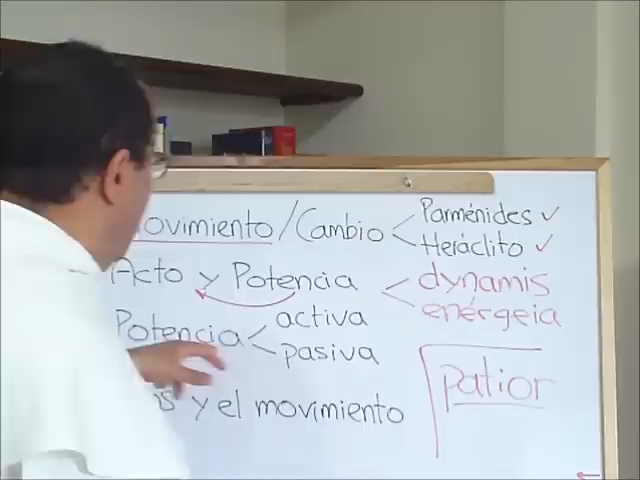 ovimiento / Cambio < Parménides ✓
Heráclito ✓
Acto y Potencia < dynamis
enérgeia
Potencia < activa
pasiva
patior
y el movimiento